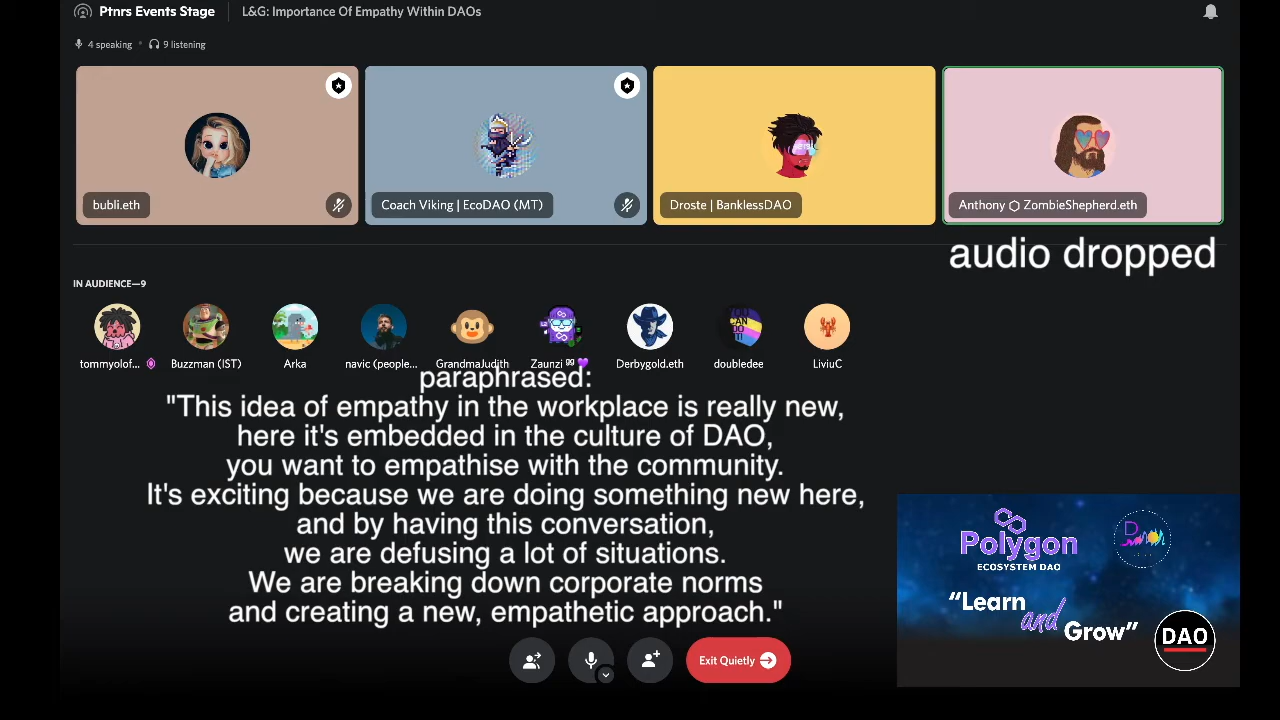 Ptnrs Events Stage
L&G: Importance Of Empathy Within DAOs
4 speaking • 9 listening
bubli.eth
Coach Viking | EcoDAO (MT)
Droste | BanklessDAO
Anthony ⬡ ZombieShepherd.eth
audio dropped
IN AUDIENCE—9
tommyolof...
Buzzman (IST)
Arka
navic (people...
GrandmaJudith
Zaunzi
Derbygold.eth
doubledee
LiviuC
paraphrased:
"This idea of empathy in the workplace is really new,
here it's embedded in the culture of DAO,
you want to empathise with the community.
It's exciting because we are doing something new here,
and by having this conversation,
we are defusing a lot of situations.
We are breaking down corporate norms
and creating a new, empathetic approach."
Polygon
ECOSYSTEM DAO
"Learn
and
Grow"
DAO
Exit Quietly